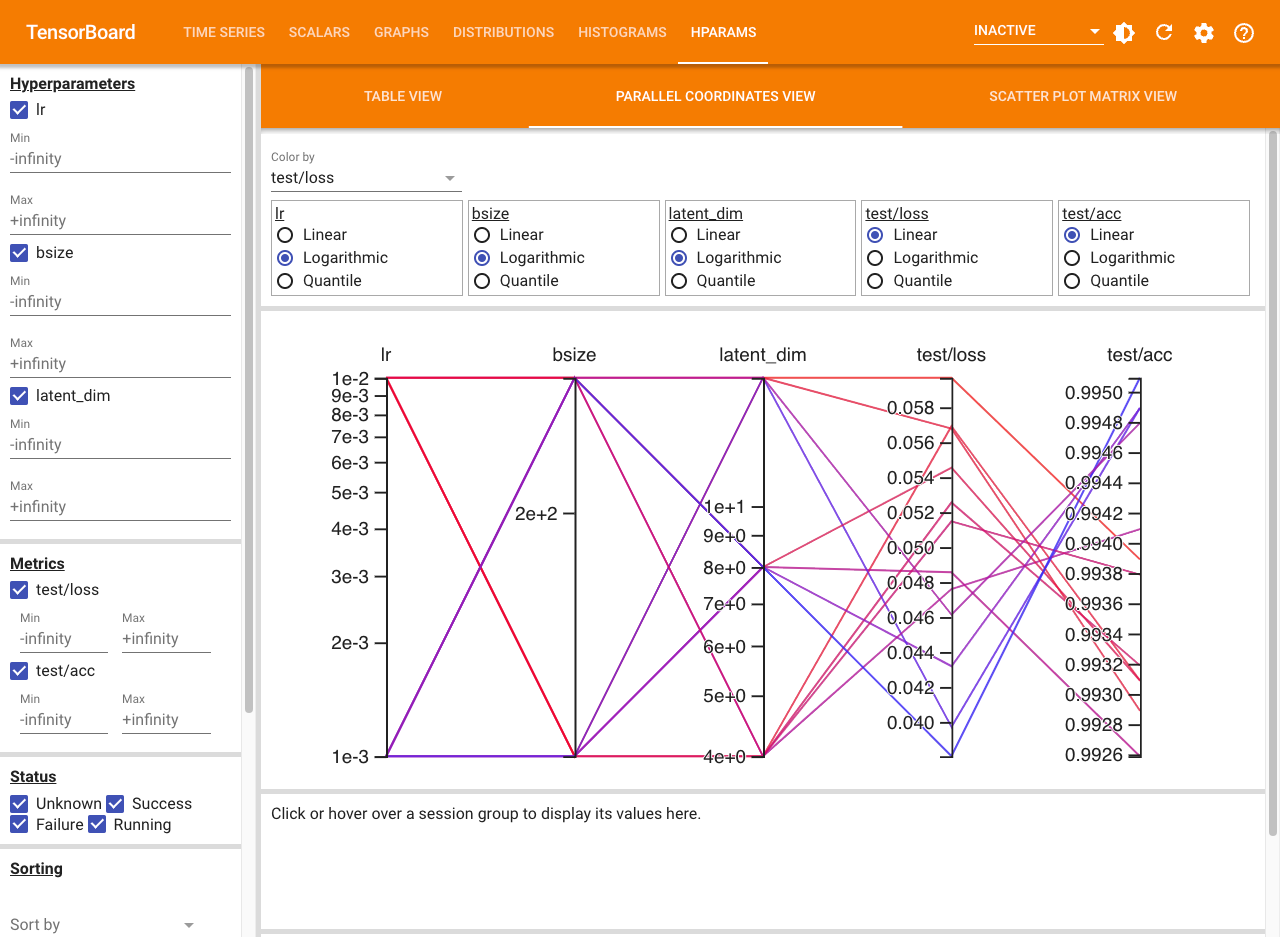 TensorBoard TIME SERIES SCALARS GRAPHS DISTRIBUTIONS HISTOGRAMS HPARAMS INACTIVE
Hyperparameters
lr
Min
-infinity
Max
+infinity
bsize
Min
-infinity
Max
+infinity
latent_dim
Min
-infinity
Max
+infinity
Metrics
test/loss
Min Max
-infinity +infinity
test/acc
Min Max
-infinity +infinity
Status
Unknown Success
Failure Running
Sorting
Sort by
TABLE VIEW PARALLEL COORDINATES VIEW SCATTER PLOT MATRIX VIEW
Color by
test/loss
lr
Linear
Logarithmic
Quantile
bsize
Linear
Logarithmic
Quantile
latent_dim
Linear
Logarithmic
Quantile
test/loss
Linear
Logarithmic
Quantile
test/acc
Linear
Logarithmic
Quantile
lr
1e-2
9e-3
8e-3
7e-3
6e-3
5e-3
4e-3
3e-3
2e-3
1e-3
bsize
2e+2
latent_dim
1e+1
9e+0
8e+0
7e+0
6e+0
5e+0
4e+0
test/loss
0.058
0.056
0.054
0.052
0.050
0.048
0.046
0.044
0.042
0.040
test/acc
0.9950
0.9948
0.9946
0.9944
0.9942
0.9940
0.9938
0.9936
0.9934
0.9932
0.9930
0.9928
0.9926
Click or hover over a session group to display its values here.